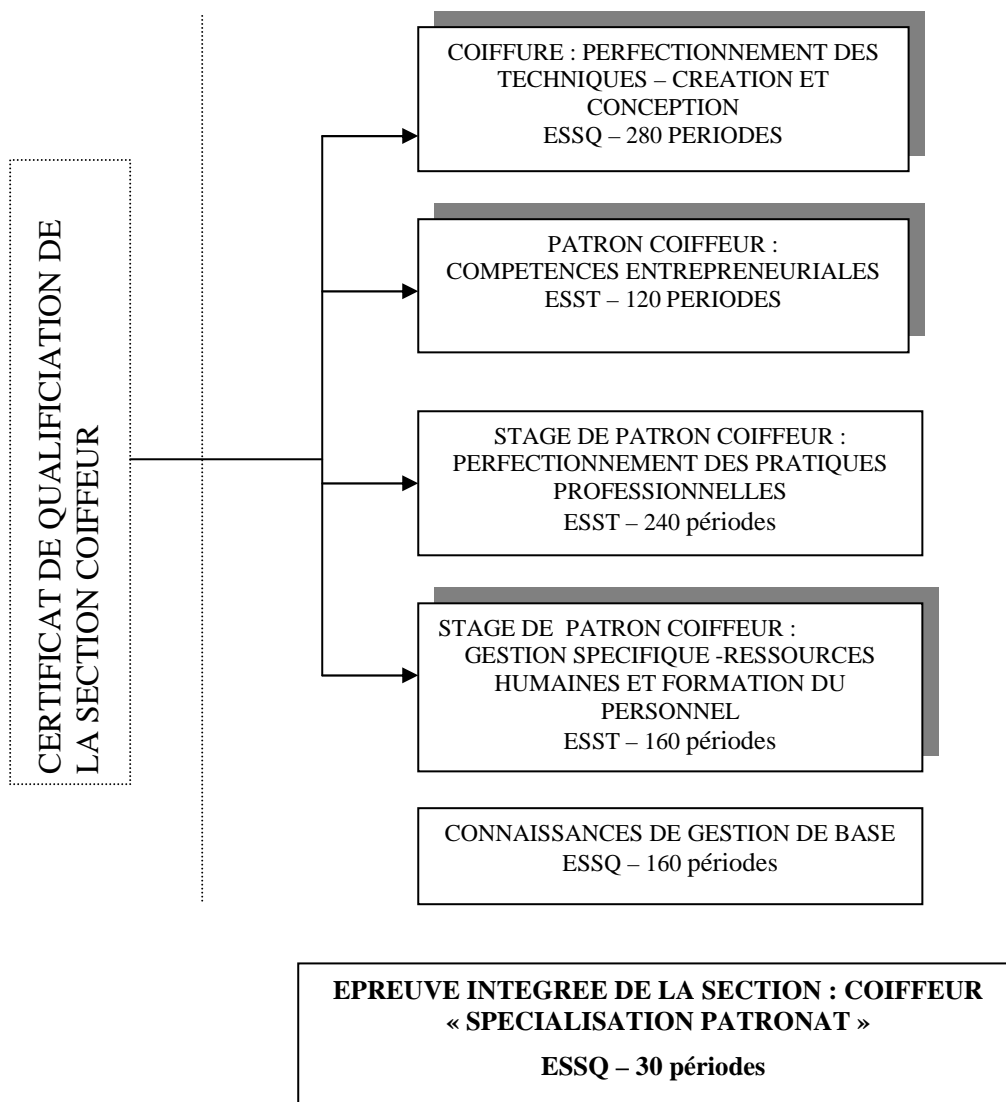 CERTIFICAT DE QUALIFICIATION DE
LA SECTION COIFFEUR
COIFFURE : PERFECTIONNEMENT DES
TECHNIQUES – CREATION ET
CONCEPTION
ESSQ – 280 PERIODES
PATRON COIFFEUR :
COMPETENCES ENTREPRENEURIALES
ESST – 120 PERIODES
STAGE DE PATRON COIFFEUR :
PERFECTIONNEMENT DES PRATIQUES
PROFESSIONNELLES
ESST – 240 périodes
STAGE DE PATRON COIFFEUR :
GESTION SPECIFIQUE -RESSOURCES
HUMAINES ET FORMATION DU
PERSONNEL
ESST – 160 périodes
CONNAISSANCES DE GESTION DE BASE
ESSQ – 160 périodes
EPREUVE INTEGREE DE LA SECTION : COIFFEUR
« SPECIALISATION PATRONAT »
ESSQ – 30 périodes